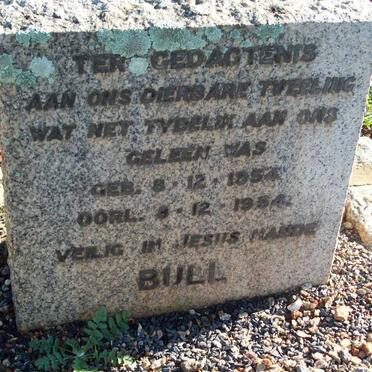 TER GEDAGTENIS
AAN ONS DIERBARE TWEELING
WAT NET TYDELIK AAN ONS
GELEEN WAS
GEB. 8-12-1954.
OORL. 8-12-1954.
VEILIG IN JESUS HANDE
BULL